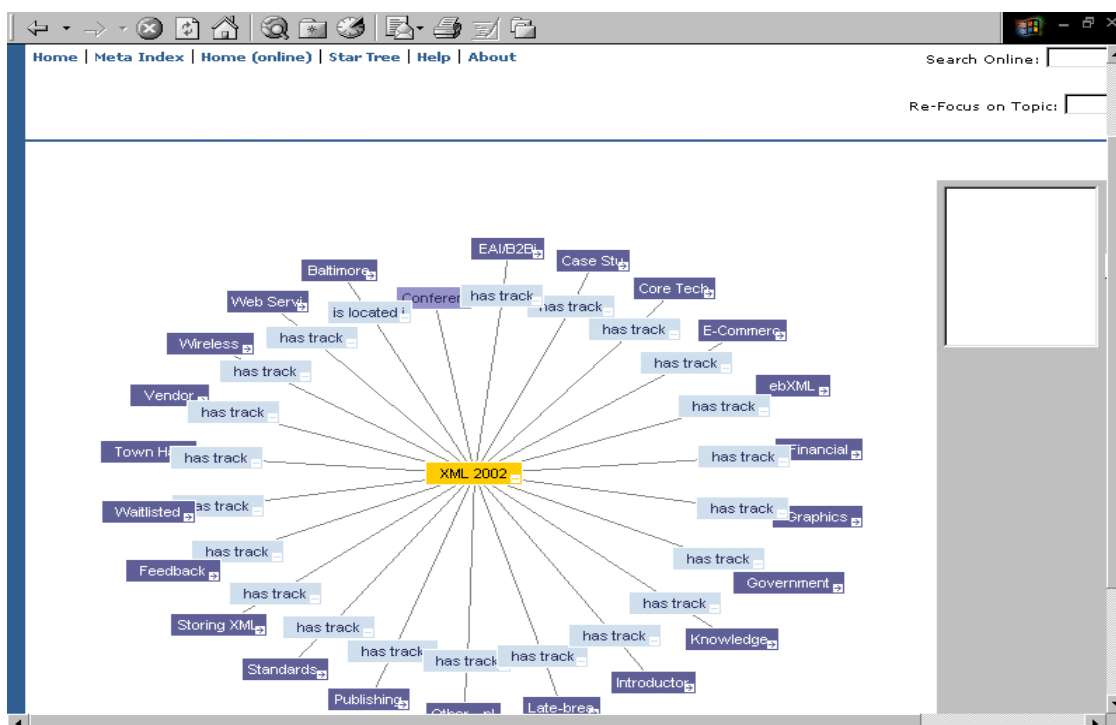 Home | Meta Index | Home (online) | Star Tree | Help | About
Search Online:
Re-Focus on Topic:
EAI/B2Bi
Case Stu
Baltimore
Core Tech
Conferen
has track
Web Servi
is located i
has track
E-Commerc
has track
Wireless
has track
has track
ebXML
Vendor
has track
has track
has track
Town Ha
has track
Financial
has track
XML 2002
Waitlisted
as track
has track
Graphics
has track
has track
Feedback
Government
has track
has track
Storing XML
has track
has track
Knowledge
Standards
has track
has track
has track
Introductor
Publishing
Other
Late-brea